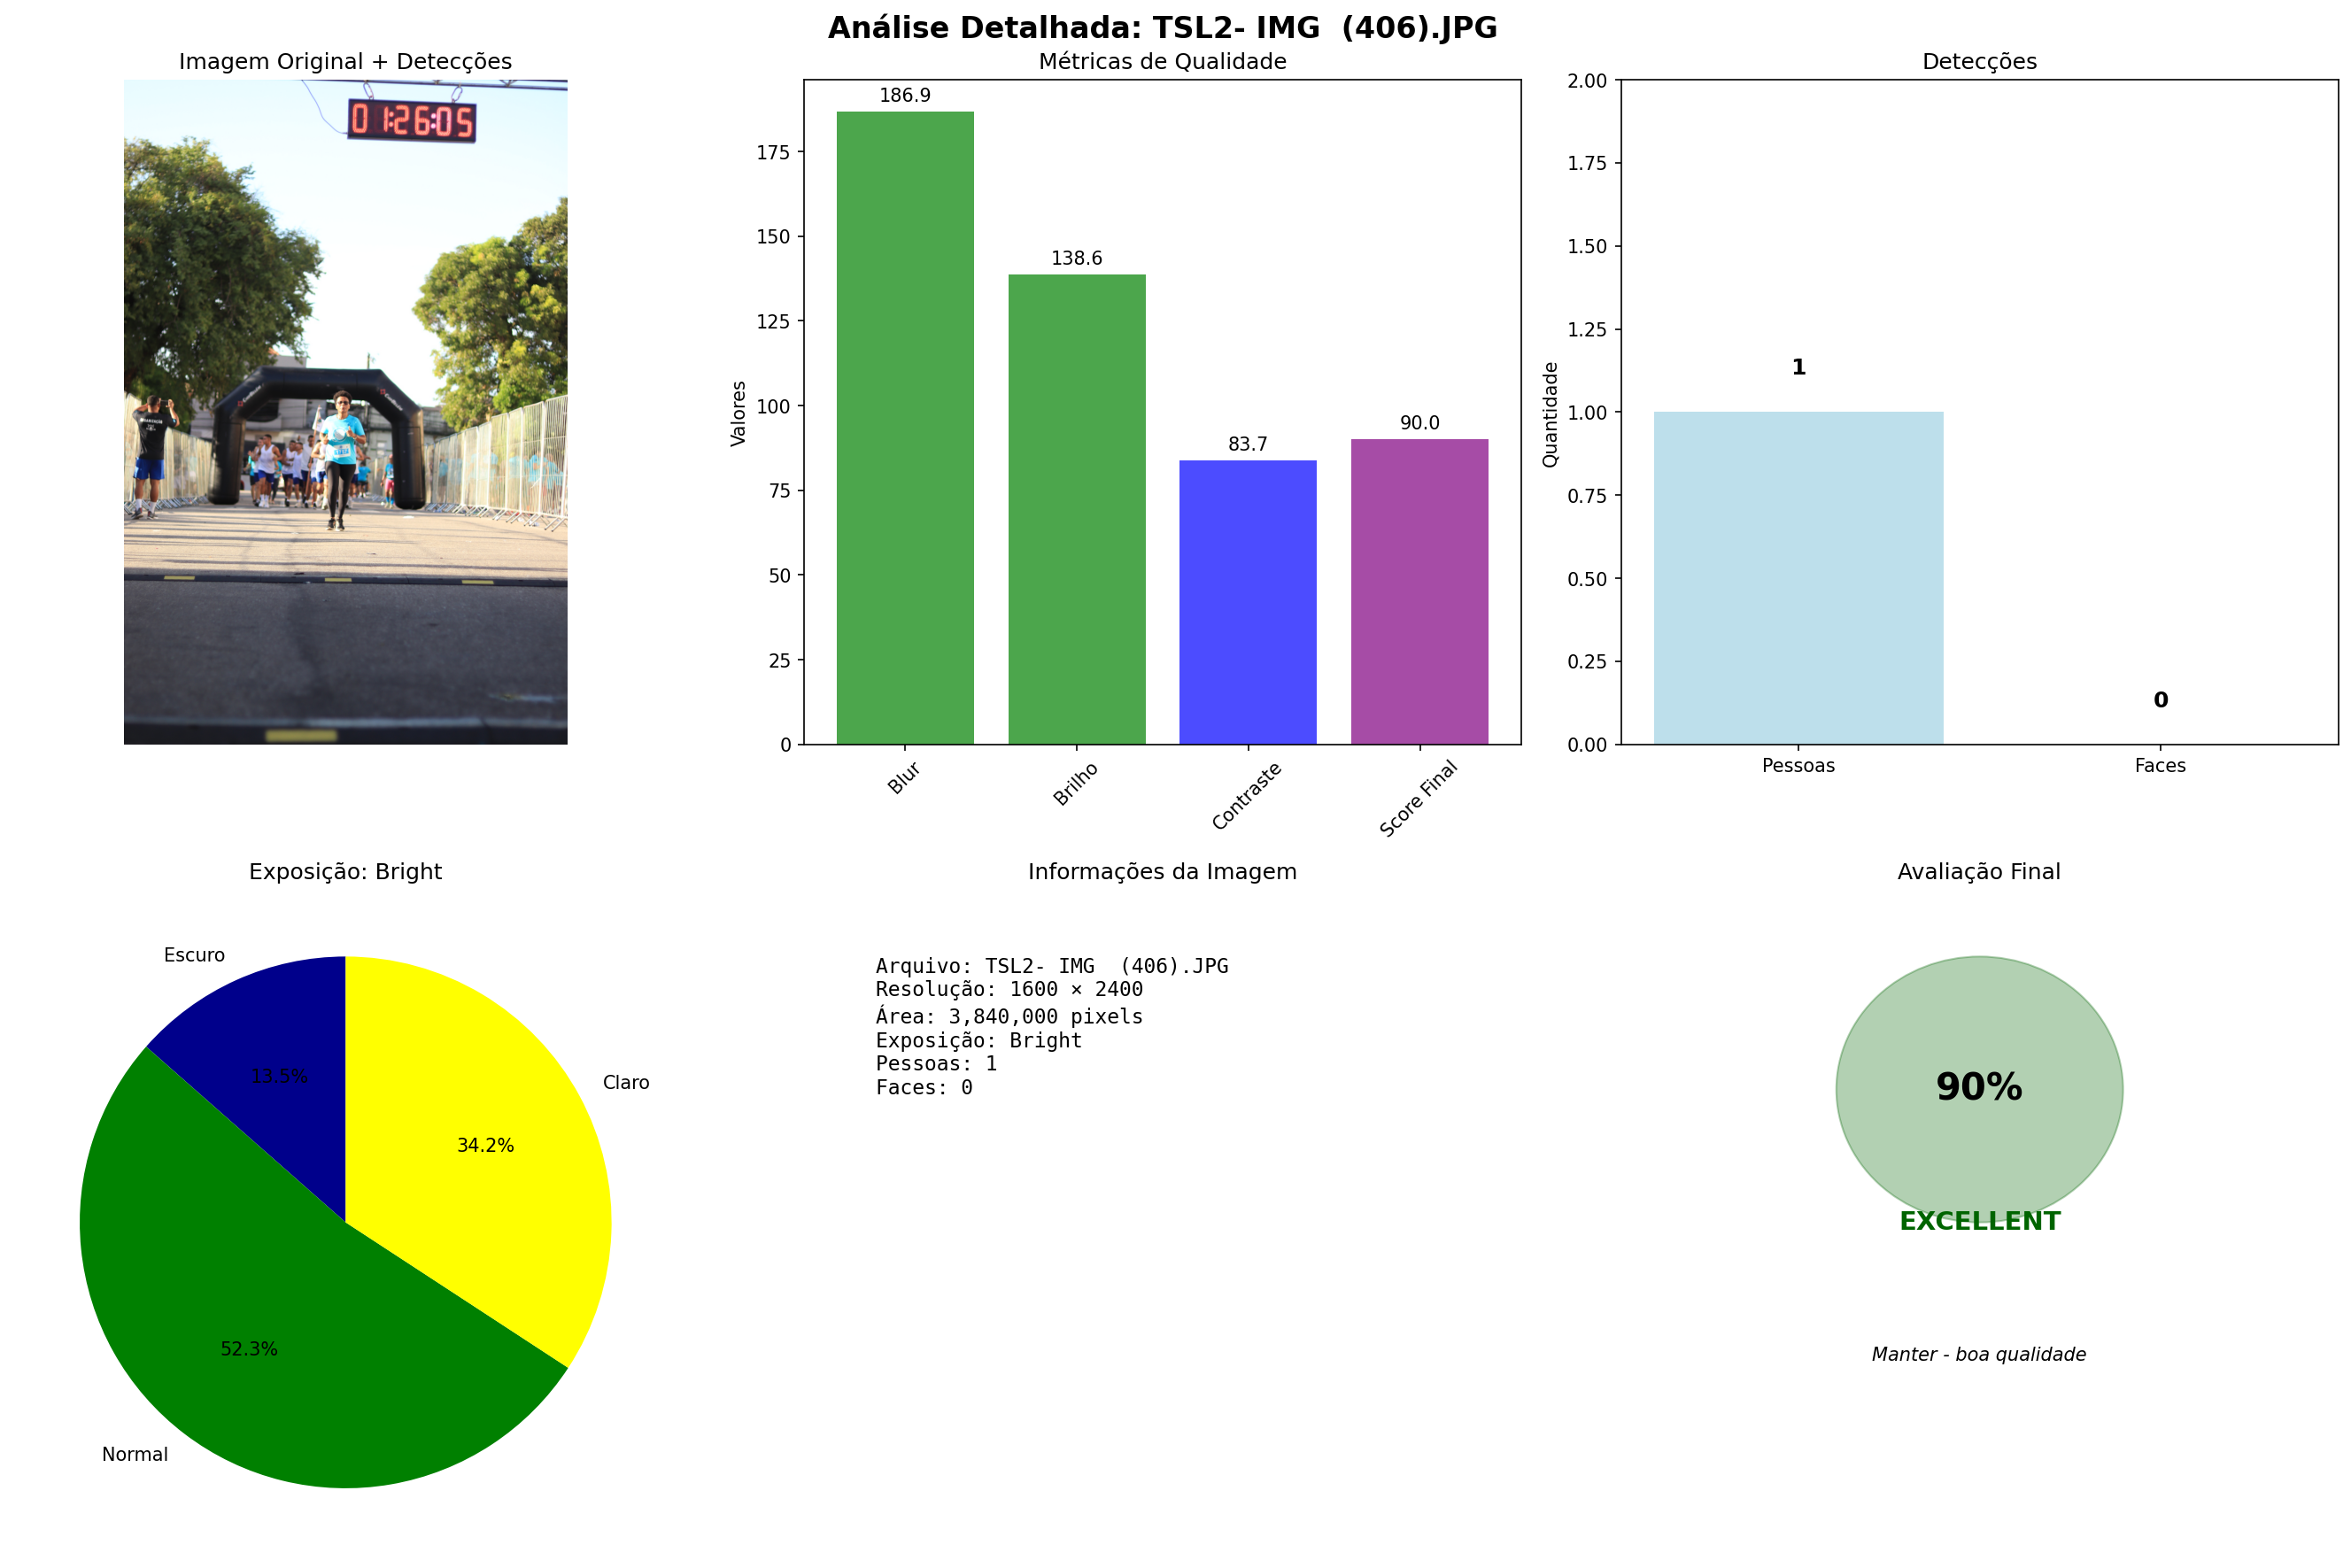 Análise Detalhada: TSL2- IMG  (406).JPG
Imagem Original + Detecções
01:26:05
Métricas de Qualidade
Valores
0
25
50
75
100
125
150
175
186.9
138.6
83.7
90.0
Blur
Brilho
Contraste
Score Final
Detecções
Quantidade
0.00
0.25
0.50
0.75
1.00
1.25
1.50
1.75
2.00
1
0
Pessoas
Faces
Exposição: Bright
Escuro
13.5%
Claro
34.2%
52.3%
Normal
Informações da Imagem
Arquivo: TSL2- IMG  (406).JPG
Resolução: 1600 × 2400
Área: 3,840,000 pixels
Exposição: Bright
Pessoas: 1
Faces: 0
Avaliação Final
90%
EXCELLENT
Manter - boa qualidade